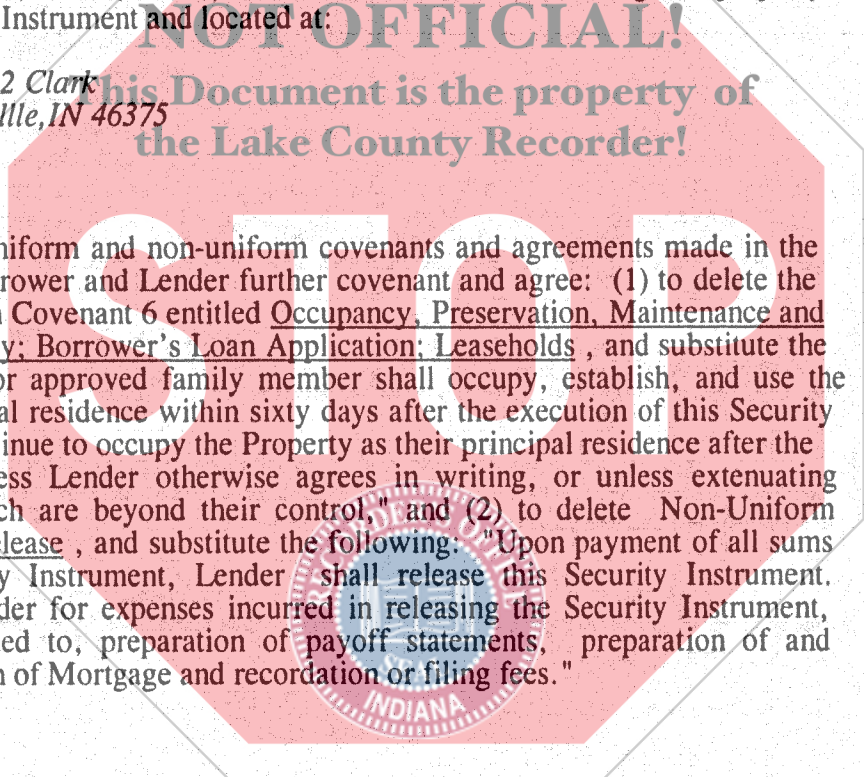 Instrument and located at:
NOT OFFICIAL!
2 Clark
This Document is the property of
llle, IN 46375
the Lake County Recorder!
STOP
niform and non-uniform covenants and agreements made in the
rower and Lender further covenant and agree: (1) to delete the
n Covenant 6 entitled Occupancy, Preservation, Maintenance and
y; Borrower's Loan Application; Leaseholds , and substitute the
or approved family member shall occupy, establish, and use the
al residence within sixty days after the execution of this Security
inue to occupy the Property as their principal residence after the
ess Lender otherwise agrees in writing, or unless extenuating
ch are beyond their control," and (2) to delete Non-Uniform
elease , and substitute the following: "Upon payment of all sums
y Instrument, Lender shall release this Security Instrument.
der for expenses incurred in releasing the Security Instrument,
ed to, preparation of payoff statements, preparation of and
n of Mortgage and recordation or filing fees."
SEAL
INDIANA